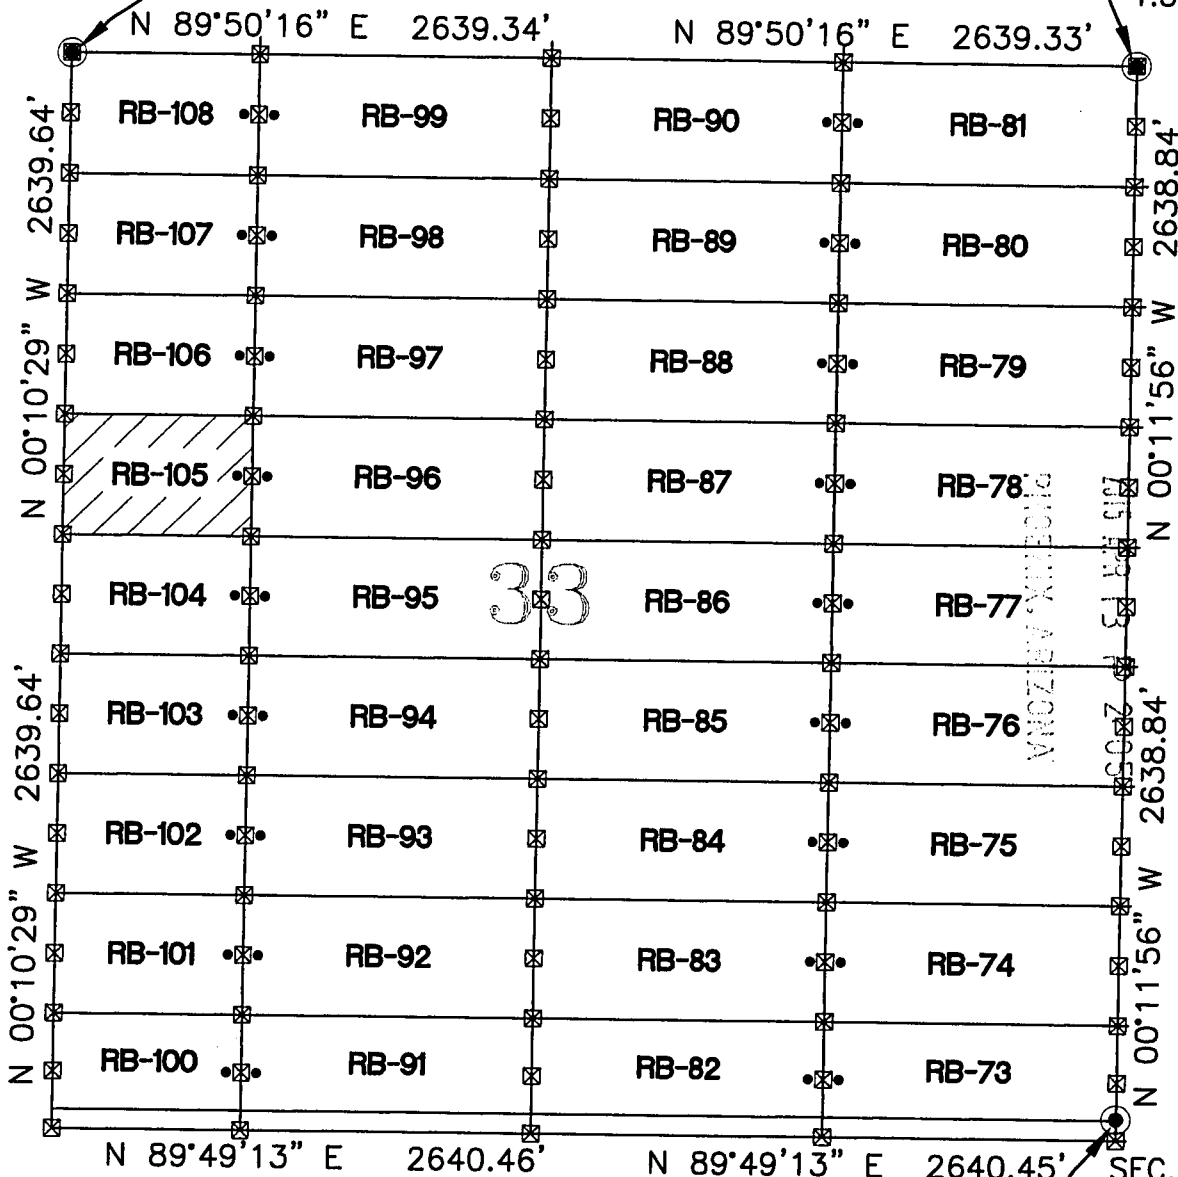 N 89°50'16" E 2639.34' N 89°50'16" E 2639.33'
RB-108 RB-99 RB-90 RB-81
RB-107 RB-98 RB-89 RB-80
RB-106 RB-97 RB-88 RB-79
RB-105 RB-96 RB-87 RB-78
RB-104 RB-95 RB-86 RB-77
33
RB-103 RB-94 RB-85 RB-76
RB-102 RB-93 RB-84 RB-75
RB-101 RB-92 RB-83 RB-74
RB-100 RB-91 RB-82 RB-73
N 89°49'13" E 2640.46' N 89°49'13" E 2640.45' SEC.
N 00°10'29" W 2639.64'
N 00°10'29" W 2639.64'
N 00°11'56" W 2638.84'
N 00°11'56" W 2638.84'
PHOENIX, ARIZONA